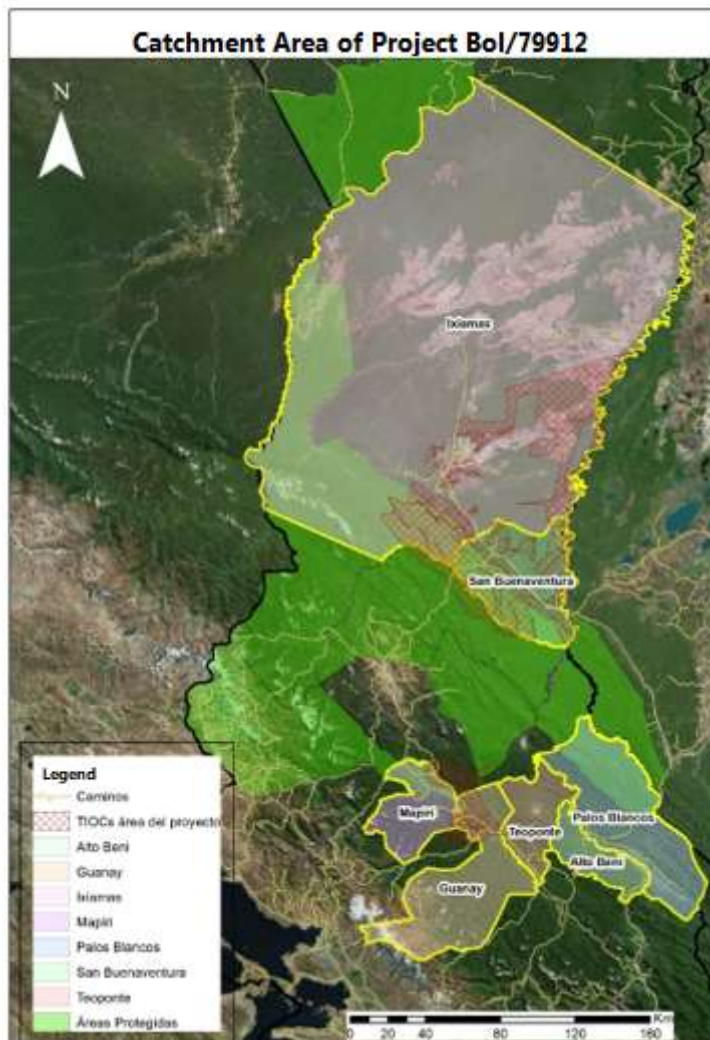 Catchment Area of Project Bol/79912
N
Ixiamas
San Buenaventura
Mapiri
Teoponte
Palos Blancos
Alto Beni
Guanay
Legend
Caminos
TIOCs área del proyecto
Alto Beni
Guanay
Ixiamas
Mapiri
Palos Blancos
San Buenaventura
Teoponte
Áreas Protegidas
Km
0 20 40 80 120 160